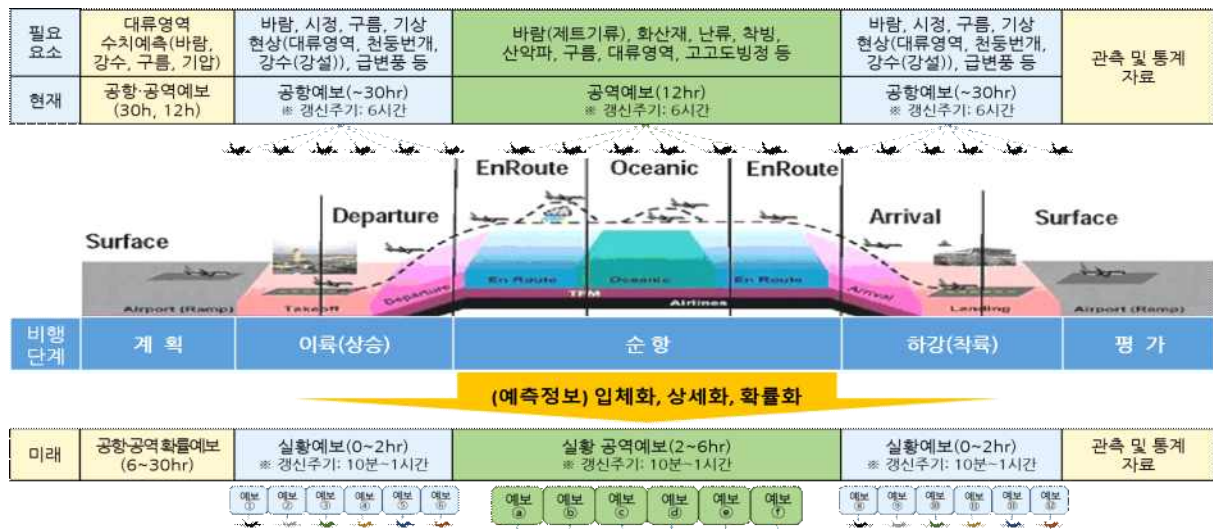 필요
요소
대류영역
수치예측(바람,
강수, 구름, 기압)
바람, 시정, 구름, 기상
현상(대류영역, 천둥번개,
강수(강설)), 급변풍 등
바람(제트기류), 화산재, 난류, 착빙,
산악파, 구름, 대류영역, 고고도빙정 등
바람, 시정, 구름, 기상
현상(대류영역, 천둥번개,
강수(강설)), 급변풍 등
관측 및 통계
자료
현재
공항·공역예보
(30h, 12h)
공항예보(~30hr)
※ 갱신주기: 6시간
공역예보(12hr)
※ 갱신주기: 6시간
공항예보(~30hr)
※ 갱신주기: 6시간
EnRoute
Oceanic
EnRoute
Departure
Arrival
Surface
Surface
En Route
Oceanic
En Route
Departure
TFM
Arrival
Airlines
Airport (Ramp)
Takeoff
Landing
Airport (Ramp)
비행
단계
계 획
이륙(상승)
순 항
하강(착륙)
평 가
(예측정보) 입체화, 상세화, 확률화
미래
공항·공역 확률예보
(6~30hr)
실황예보(0~2hr)
※ 갱신주기: 10분~1시간
실황 공역예보(2~6hr)
※ 갱신주기: 10분~1시간
실황예보(0~2hr)
※ 갱신주기: 10분~1시간
관측 및 통계
자료
예보 예보 예보 예보 예보 예보
① ② ③ ④ ⑤ ⑥
예보 예보 예보 예보 예보 예보
ⓐ ⓑ ⓒ ⓓ ⓔ ⓕ
예보 예보 예보 예보 예보 예보
⑧ ⑨ ⑩ ⑪ ⑫